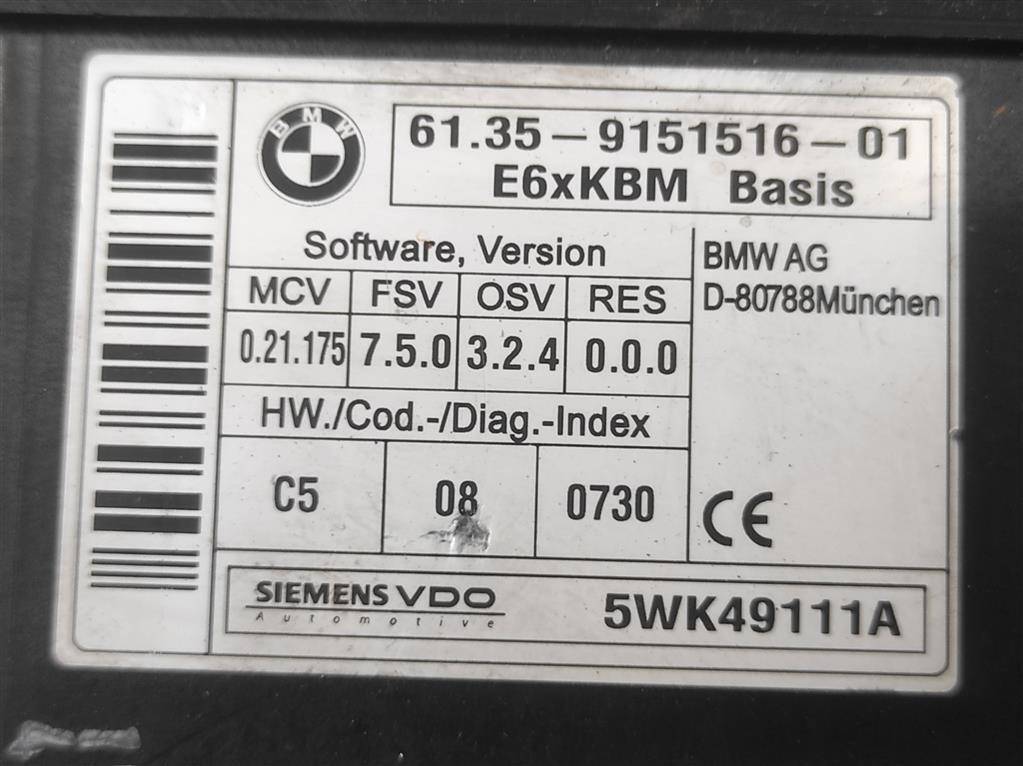 BMW
61.35-9151516-01
E6xKBM Basis
Software, Version
MCV FSV OSV RES
0.21.175 7.5.0 3.2.4 0.0.0
BMW AG
D-80788München
HW./Cod.-/Diag.-Index
C5 08 0730
CE
SIEMENS VDO
Automotive
5WK49111A